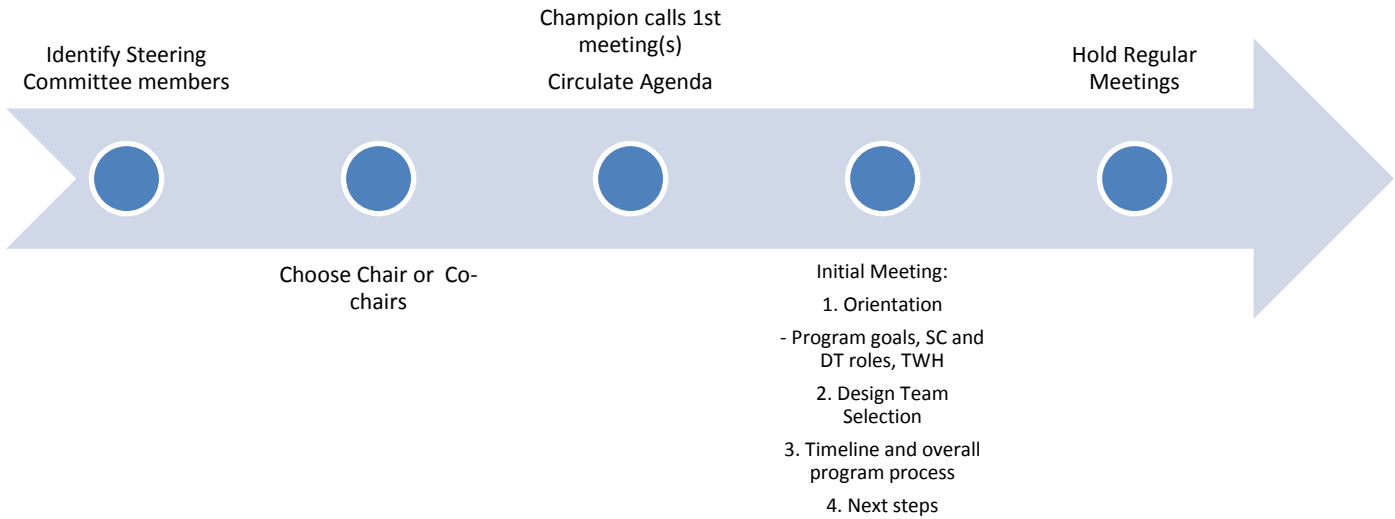 Identify Steering
Committee members
Choose Chair or Co-
chairs
Champion calls 1st
meeting(s)
Circulate Agenda
Initial Meeting:
1. Orientation
- Program goals, SC and
DT roles, TWH
2. Design Team
Selection
3. Timeline and overall
program process
4. Next steps
Hold Regular
Meetings